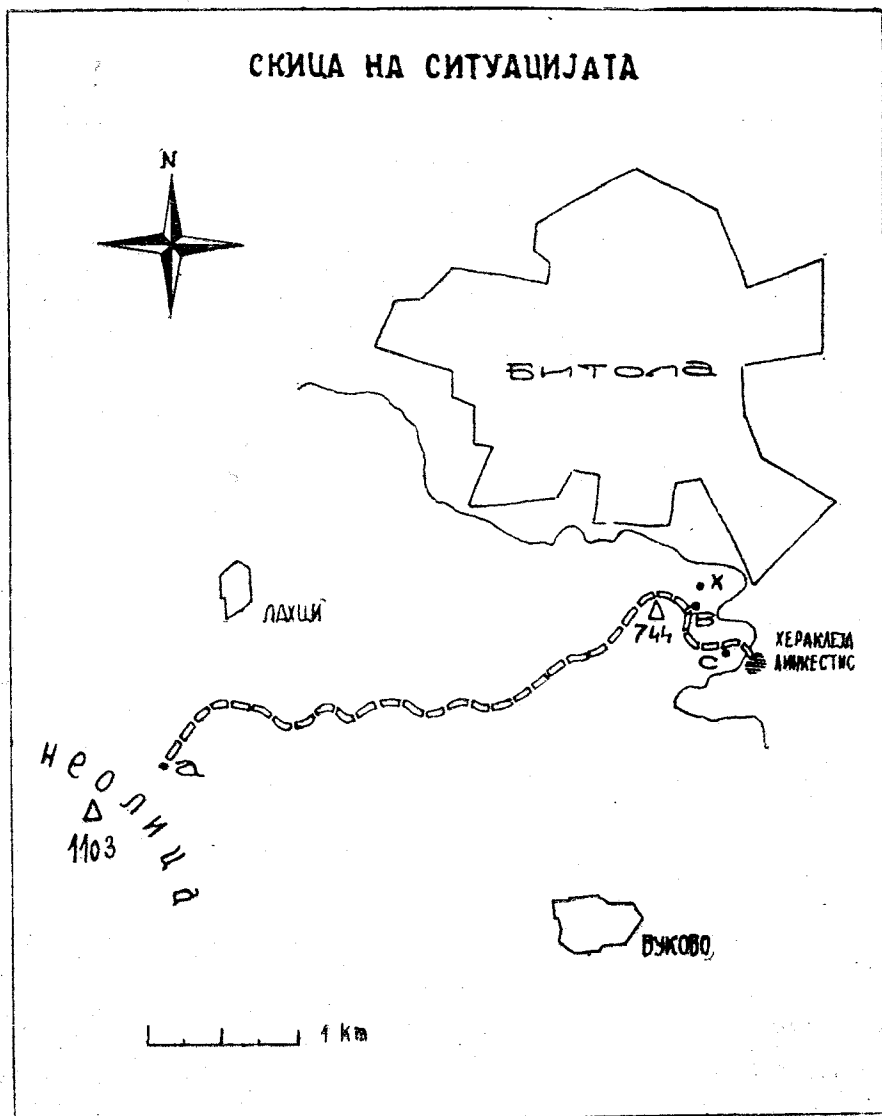 СКИЦА НА СИТУАЦИЈАТА
N
БИТОЛА
ЛАХЦИ
X
B
744
C
ХЕРАКЛЕЈА
ЛИНКЕСТИС
a
НЕОЛИЦА
1103
БУКОВО
1 km